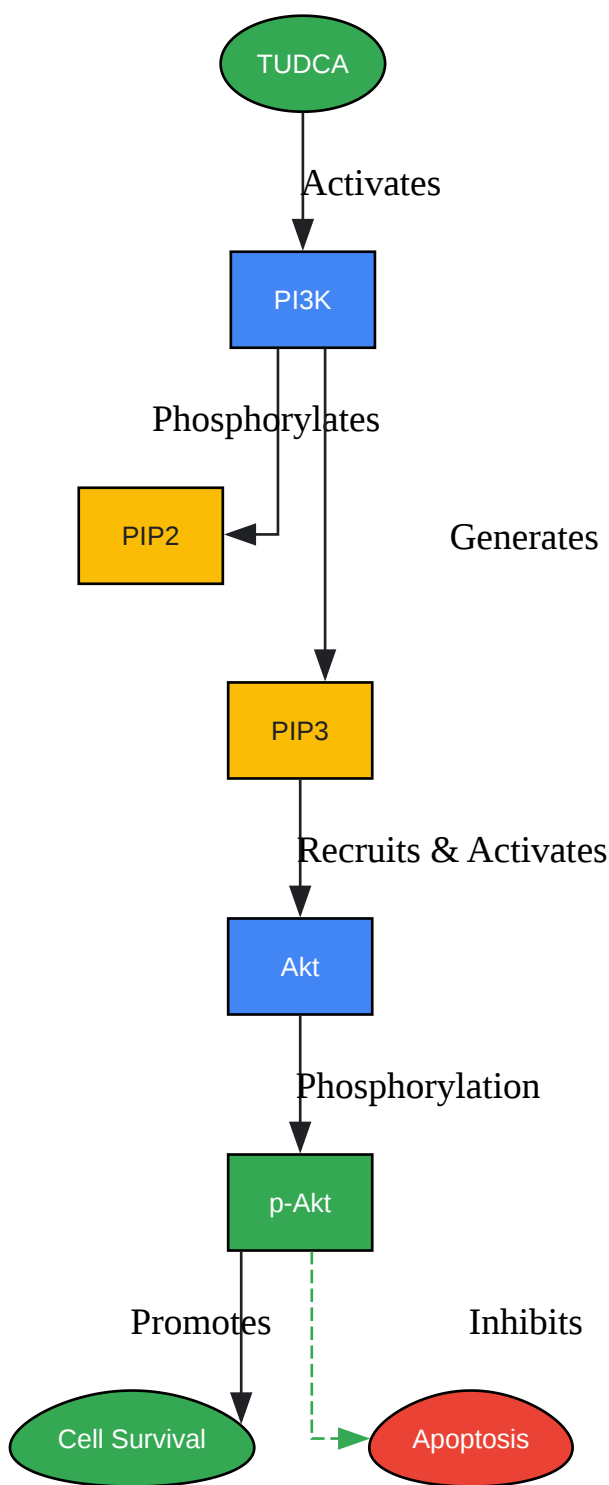 TUDCA
Activates
PI3K
Phosphorylates
PIP2
Generates
PIP3
Recruits & Activates
Akt
Phosphorylation
p-Akt
Promotes
Inhibits
Cell Survival
Apoptosis